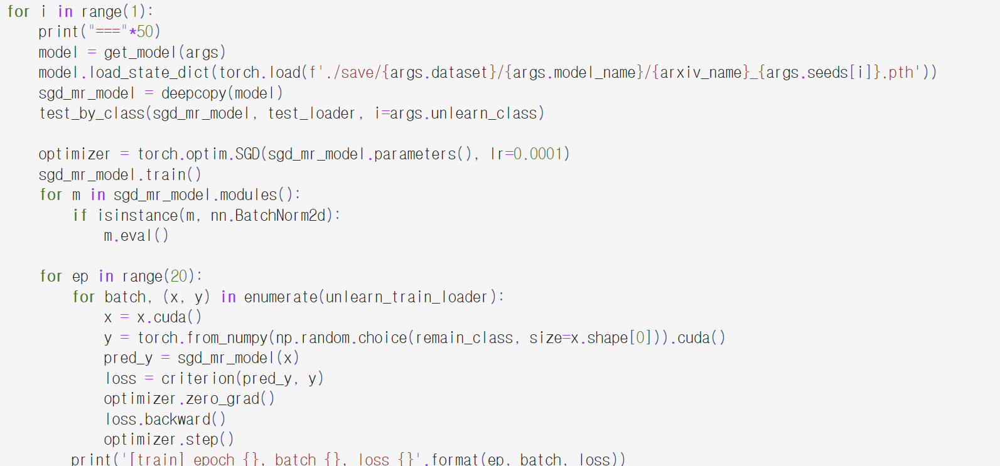 for i in range(1):
    print("==="*50)
    model = get_model(args)
    model.load_state_dict(torch.load(f'./save/{args.dataset}/{args.model_name}/{arxiv_name}_{args.seeds[i]}.pth'))
    sgd_mr_model = deepcopy(model)
    test_by_class(sgd_mr_model, test_loader, i=args.unlearn_class)

    optimizer = torch.optim.SGD(sgd_mr_model.parameters(), lr=0.0001)
    sgd_mr_model.train()
    for m in sgd_mr_model.modules():
        if isinstance(m, nn.BatchNorm2d):
            m.eval()

    for ep in range(20):
        for batch, (x, y) in enumerate(unlearn_train_loader):
            x = x.cuda()
            y = torch.from_numpy(np.random.choice(remain_class, size=x.shape[0])).cuda()
            pred_y = sgd_mr_model(x)
            loss = criterion(pred_y, y)
            optimizer.zero_grad()
            loss.backward()
            optimizer.step()
        print('[train] epoch {}, batch {}, loss {}'.format(ep, batch, loss))